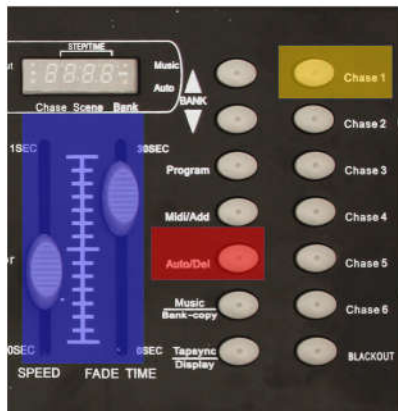 STEP/TIME
Music
Auto
Chase Scene Bank
BANK
Chase 1
Chase 2
1SEC
30SEC
Program
Chase 3
Midi/Add
Chase 4
Auto/Del
Chase 5
Music
Bank-copy
Chase 6
0SEC
0SEC
Tapsync
Display
BLACKOUT
SPEED
FADE TIME